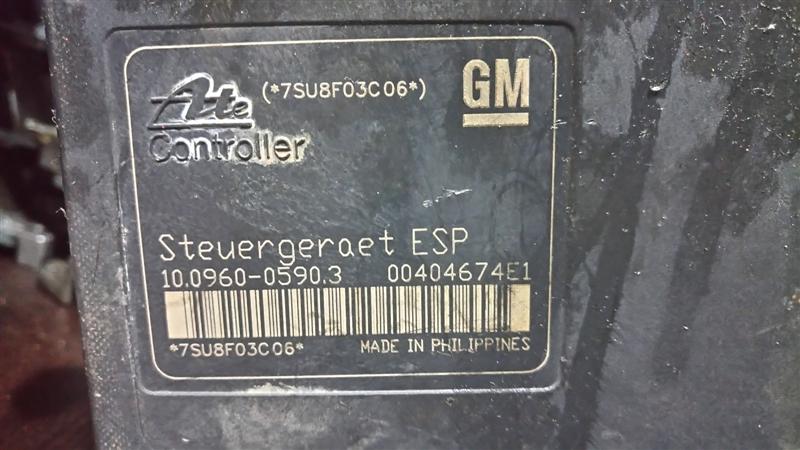 Ate (*7SU8F03C06*) GM
Controller
Steuergeraet ESP
10.0960-0590.3 00404674E1
*7SU8F03C06* MADE IN PHILIPPINES